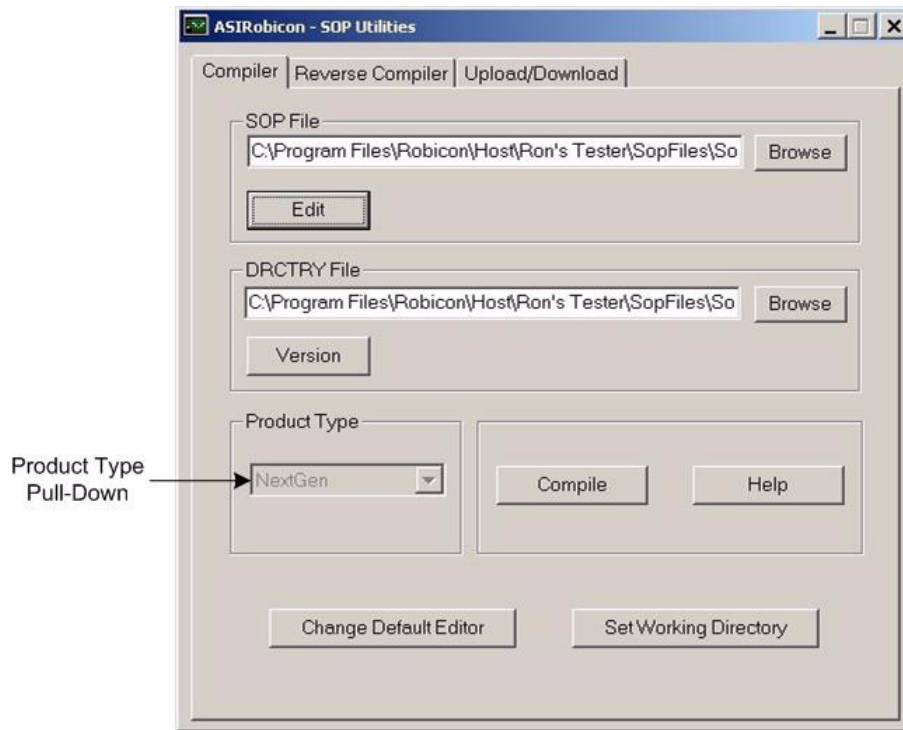 ASIRobicon - SOP Utilities
Compiler Reverse Compiler Upload/Download
SOP File
C:\Program Files\Robicon\Host\Ron's Tester\SopFiles\So Browse
Edit
DRCTRY File
C:\Program Files\Robicon\Host\Ron's Tester\SopFiles\So Browse
Version
Product Type
Product Type
Pull-Down
NextGen
Compile Help
Change Default Editor Set Working Directory